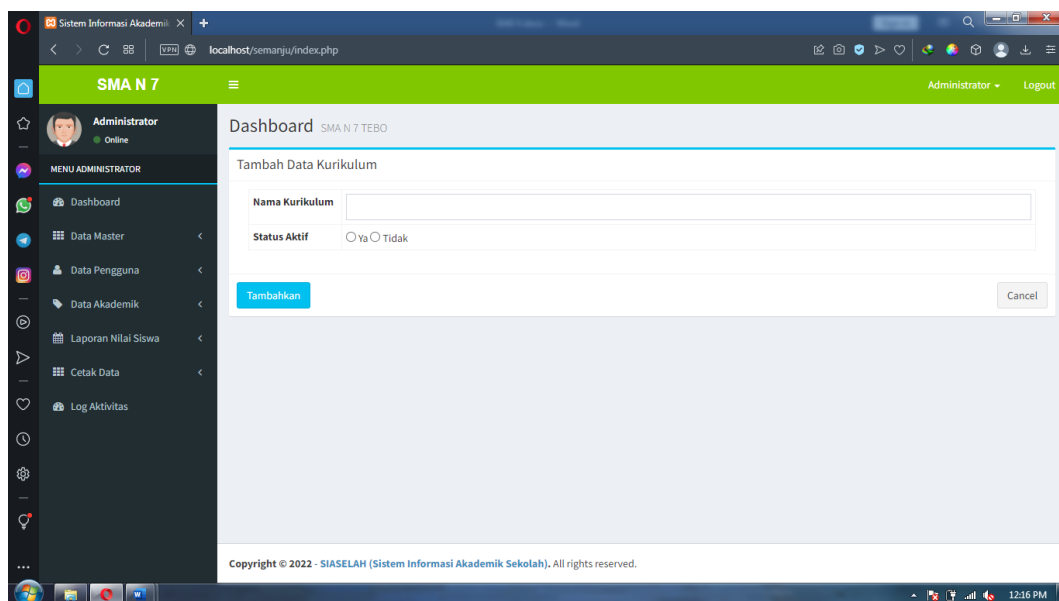 Sistem Informasi Akademi
VPN
localhost/semanju/index.php
SMA N 7
Administrator
Logout
Administrator
Online
MENU ADMINISTRATOR
Dashboard
Data Master
Data Pengguna
Data Akademik
Laporan Nilai Siswa
Cetak Data
Log Aktivitas
Dashboard SMA N 7 TEBO
Tambah Data Kurikulum
Nama Kurikulum
Status Aktif
Ya Tidak
Tambahkan
Cancel
Copyright © 2022 - SIASELAH (Sistem Informasi Akademik Sekolah). All rights reserved.
12:16 PM